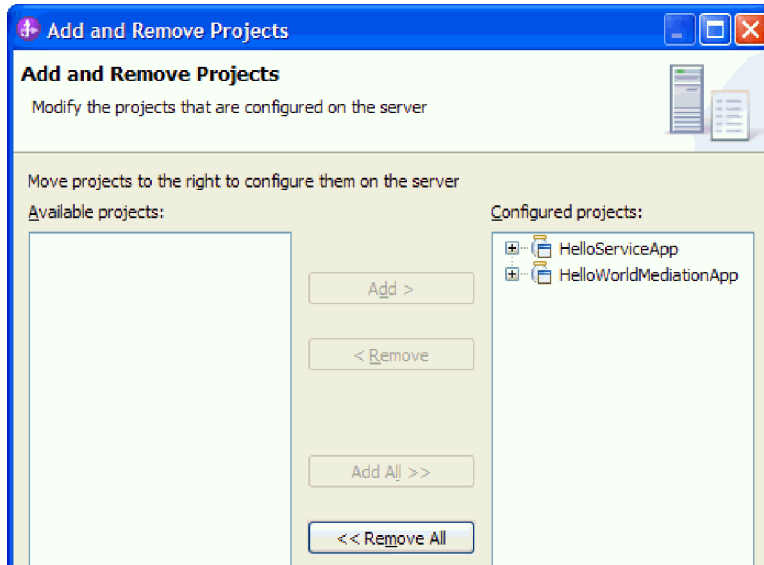 Add and Remove Projects
Add and Remove Projects
Modify the projects that are configured on the server
Move projects to the right to configure them on the server
Available projects:
Configured projects:
HelloServiceApp
HelloWorldMediationApp
Add >
< Remove
Add All >>
<< Remove All